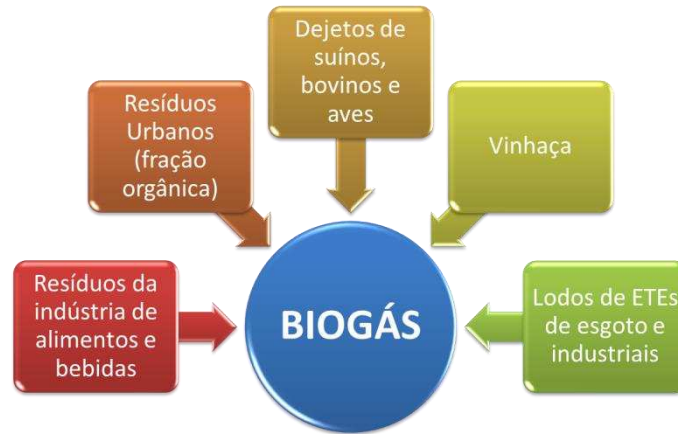 Dejetos de
suínos,
bovinos e
aves
Resíduos
Urbanos
(fração
orgânica)
Vinhaça
Resíduos da
indústria de
alimentos e
bebidas
BIOGÁS
Lodos de ETEs
de esgoto e
industriais